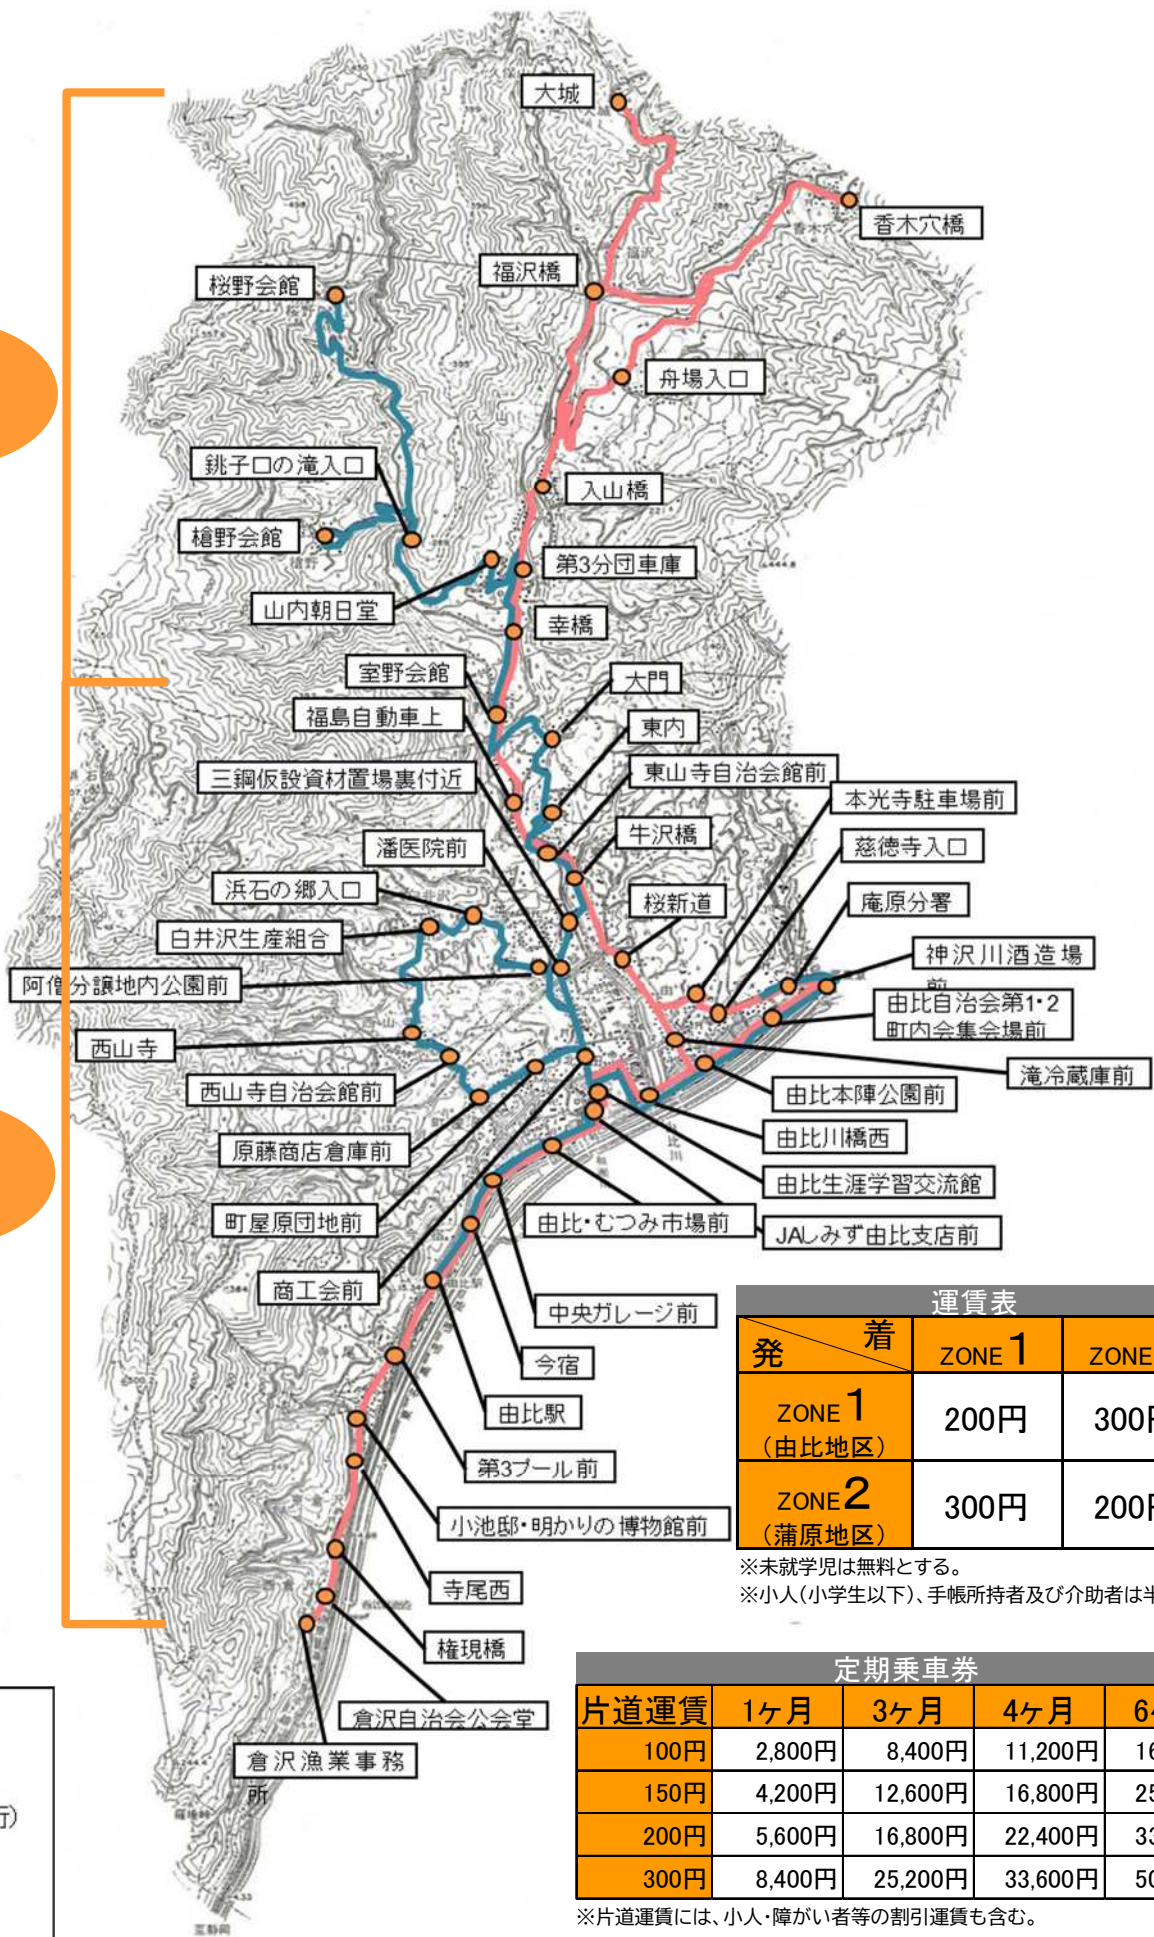 大城
香木穴橋
福沢橋
桜野会館
舟場入口
銚子口の滝入口
入山橋
槍野会館
第3分団車庫
山内朝日堂
幸橋
室野会館
大門
福島自動車上
東内
三鋼仮設資材置場裏付近
東山寺自治会館前
本光寺駐車場前
潘医院前
牛沢橋
慈徳寺入口
浜石の郷入口
桜新道
庵原分署
白井沢生産組合
神沢川酒造場
前
阿僧分譲地内公園前
由比自治会第1・2
町内会集会場前
西山寺
滝冷蔵庫前
西山寺自治会館前
由比本陣公園前
原藤商店倉庫前
由比川橋西
由比生涯学習交流館
町屋原団地前
由比・むつみ市場前
JAしみず由比支店前
商工会前
中央ガレージ前
今宿
由比駅
第3プール前
小池邸・明かりの博物館前
寺尾西
権現橋
倉沢自治会公会堂
倉沢漁業事務
所
運賃表
発 着 ZONE 1 ZONE
ZONE 1 200円 300円
(由比地区)
ZONE 2 300円 200円
(蒲原地区)
※未就学児は無料とする。
※小人(小学生以下)、手帳所持者及び介助者は半
定期乗車券
片道運賃 1ヶ月 3ヶ月 4ヶ月 6ヶ
100円 2,800円 8,400円 11,200円 16
150円 4,200円 12,600円 16,800円 25
200円 5,600円 16,800円 22,400円 33
300円 8,400円 25,200円 33,600円 50
※片道運賃には、小人・障がい者等の割引運賃も含む。
行)
至静岡